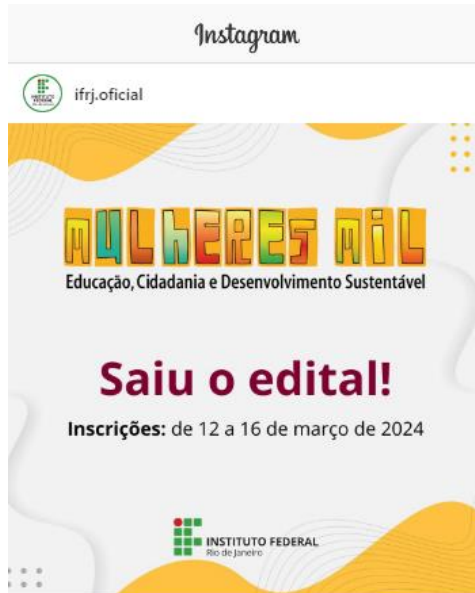 Instagram
ifrj.oficial
MULHERES MIL
Educação, Cidadania e Desenvolvimento Sustentável
Saiu o edital!
Inscrições: de 12 a 16 de março de 2024
INSTITUTO FEDERAL
Rio de Janeiro